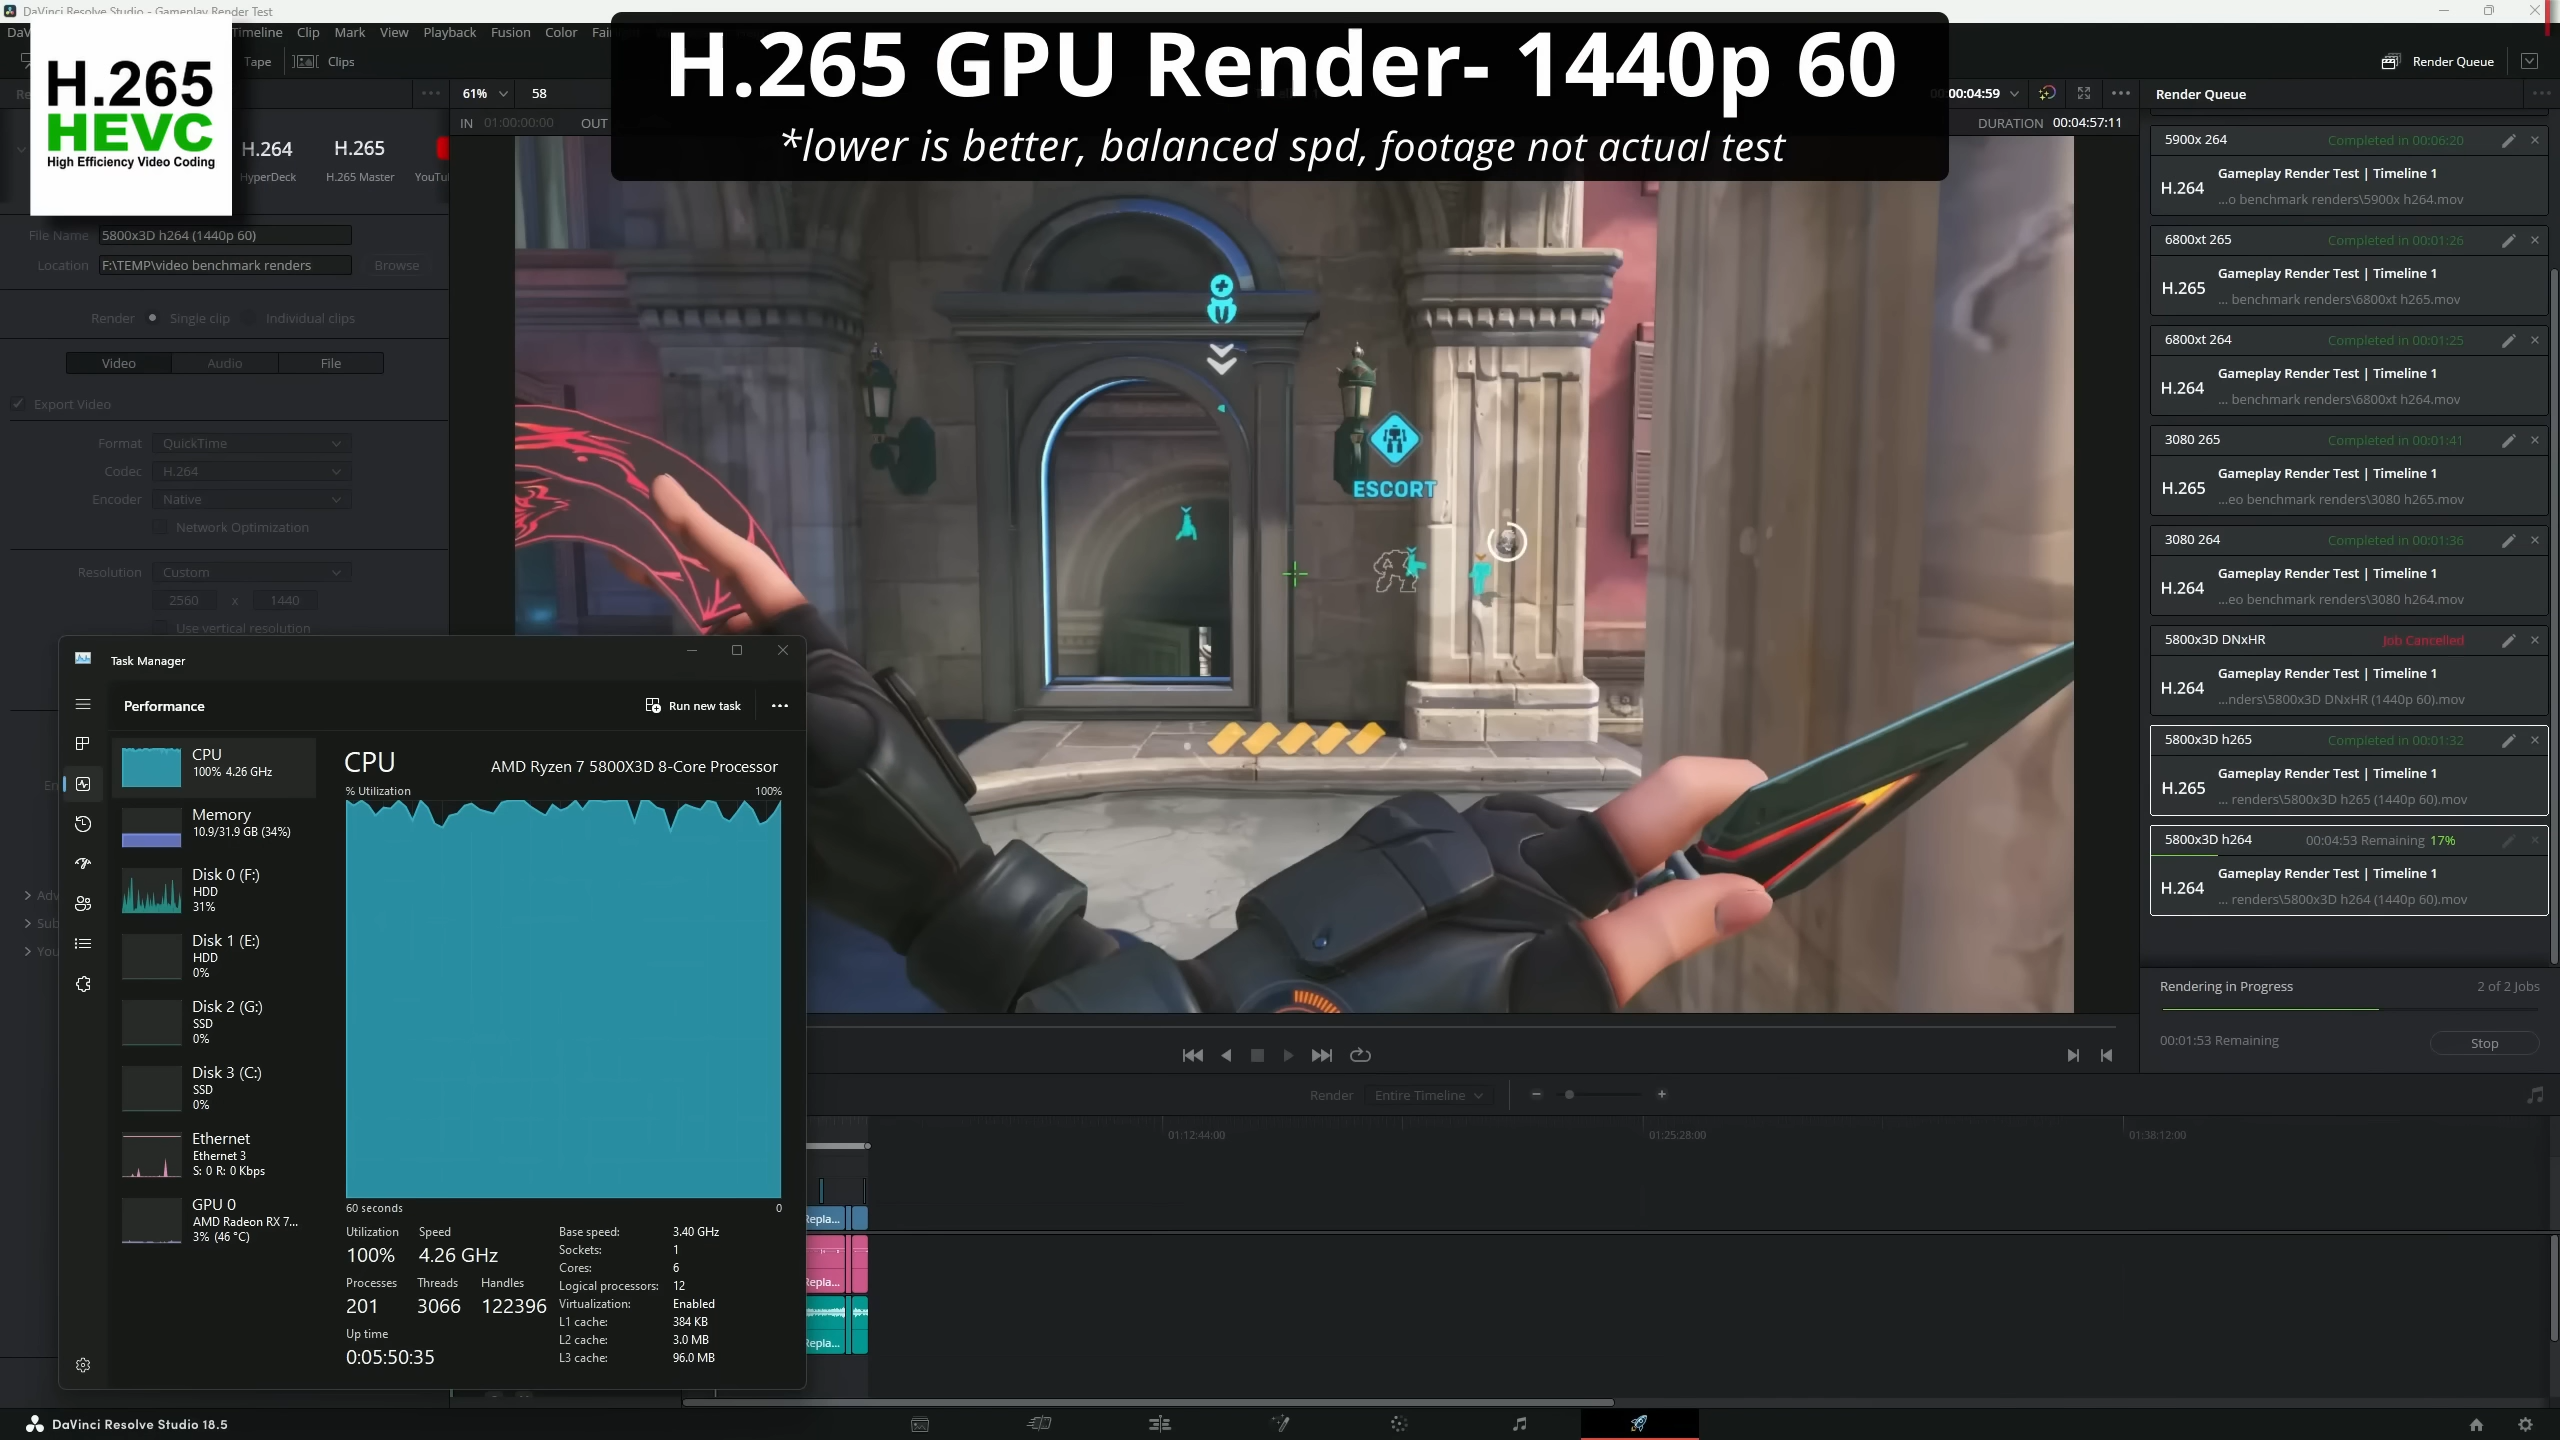 DaVinci Resolve Studio - Gameplay Render Test
Timeline Clip Mark View Playback Fusion Color
H.265 GPU Render- 1440p 60
*lower is better, balanced spd, footage not actual test
H.265
HEVC
High Efficiency Video Coding
Tape Clips
Render Queue
61% 58
00:00:04:59
Render Queue
IN 01:00:00:00 OUT
DURATION 00:04:57:11
H.264
HyperDeck
H.265
H.265 Master
File Name 5800x3D h264 (1440p 60)
Location F:\TEMP\video benchmark renders Browse
Render Single clip Individual clips
Video Audio File
Export Video
Format QuickTime
Codec H.264
Encoder Native
Network Optimization
Resolution Custom
2560 x 1440
Use vertical resolution
ESCORT
5900x 264 Completed in 00:06:20
Gameplay Render Test | Timeline 1
H.264
...o benchmark renders\5900x h264.mov
6800xt 265 Completed in 00:01:26
Gameplay Render Test | Timeline 1
H.265
... benchmark renders\6800xt h265.mov
6800xt 264 Completed in 00:01:25
Gameplay Render Test | Timeline 1
H.264
... benchmark renders\6800xt h264.mov
3080 265 Completed in 00:01:41
Gameplay Render Test | Timeline 1
H.265
...eo benchmark renders\3080 h265.mov
3080 264 Completed in 00:01:36
Gameplay Render Test | Timeline 1
H.264
...eo benchmark renders\3080 h264.mov
5800x3D DNxHR Job Cancelled
Gameplay Render Test | Timeline 1
H.264
...nders\5800x3D DNxHR (1440p 60).mov
5800x3D h265 Completed in 00:01:32
Gameplay Render Test | Timeline 1
H.265
... renders\5800x3D h265 (1440p 60).mov
5800x3D h264 00:04:53 Remaining 17%
Gameplay Render Test | Timeline 1
H.264
... renders\5800x3D h264 (1440p 60).mov
Rendering in Progress 2 of 2 Jobs
00:01:53 Remaining Stop
Task Manager
Performance Run new task
CPU
100% 4.26 GHz
Memory
10.9/31.9 GB (34%)
Disk 0 (F:)
HDD
31%
Disk 1 (E:)
HDD
0%
Disk 2 (G:)
SSD
0%
Disk 3 (C:)
SSD
0%
Ethernet
Ethernet 3
S: 0 R: 0 Kbps
GPU 0
AMD Radeon RX 7...
3% (46 °C)
CPU AMD Ryzen 7 5800X3D 8-Core Processor
% Utilization 100%
60 seconds 0
Utilization Speed
100% 4.26 GHz
Processes Threads Handles
201 3066 122396
Up time
0:05:50:35
Base speed: 3.40 GHz
Sockets: 1
Cores: 6
Logical processors: 12
Virtualization: Enabled
L1 cache: 384 KB
L2 cache: 3.0 MB
L3 cache: 96.0 MB
Render Entire Timeline
01:12:44:00 01:25:28:00 01:38:12:00
Repla...
Repla...
Repla...
DaVinci Resolve Studio 18.5